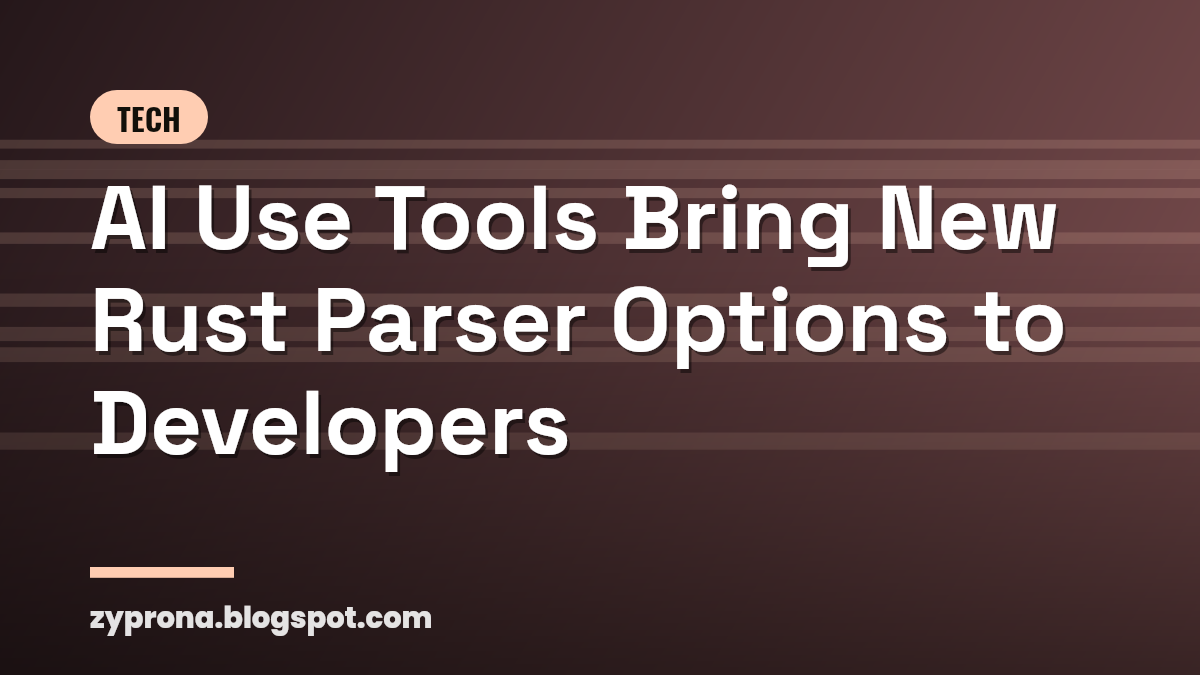 TECH
AI Use Tools Bring New
Rust Parser Options to
Developers
zyprona.blogspot.com